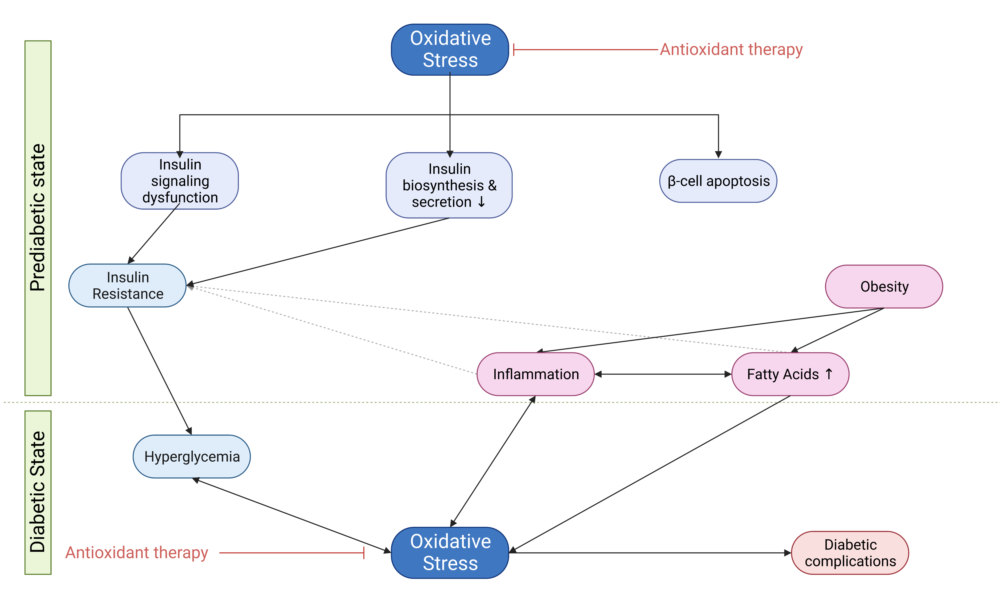 Oxidative
Stress
Antioxidant therapy
Prediabetic state
Insulin
signaling
dysfunction
Insulin
biosynthesis &
secretion ↓
β-cell apoptosis
Insulin
Resistance
Obesity
Inflammation
Fatty Acids ↑
Diabetic State
Hyperglycemia
Antioxidant therapy
Oxidative
Stress
Diabetic
complications